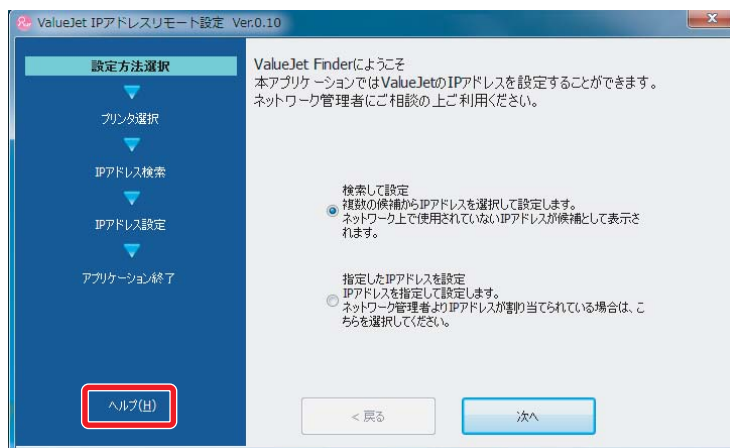 ValueJet IPアドレスリモート設定 Ver.0.10
設定方法選択
プリンタ選択
IPアドレス検索
IPアドレス設定
アプリケーション終了
ヘルプ(H)
ValueJet Finderにようこそ
本アプリケーションではValueJetのIPアドレスを設定することができます。
ネットワーク管理者にご相談の上ご利用ください。
検索して設定
複数の候補からIPアドレスを選択して設定します。
ネットワーク上で使用されていないIPアドレスが候補として表示さ
れます。
指定したIPアドレスを設定
IPアドレスを指定して設定します。
ネットワーク管理者よりIPアドレスが割り当てられている場合は、こ
ちらを選択してください。
< 戻る
次へ